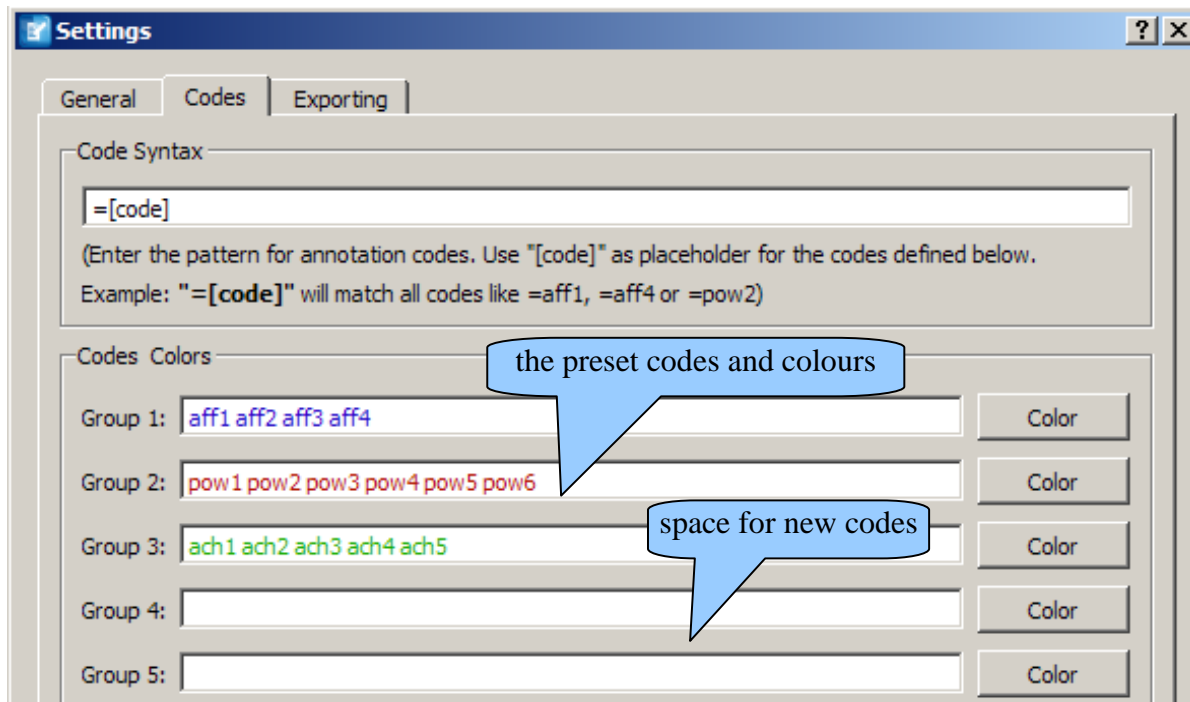 Settings
General Codes Exporting
Code Syntax
=[code]
(Enter the pattern for annotation codes. Use "[code]" as placeholder for the codes defined below.
Example: "=[code]" will match all codes like =aff1, =aff4 or =pow2)
Codes Colors
the preset codes and colours
Group 1: aff1 aff2 aff3 aff4 Color
Group 2: pow1 pow2 pow3 pow4 pow5 pow6 Color
space for new codes
Group 3: ach1 ach2 ach3 ach4 ach5 Color
Group 4: Color
Group 5: Color